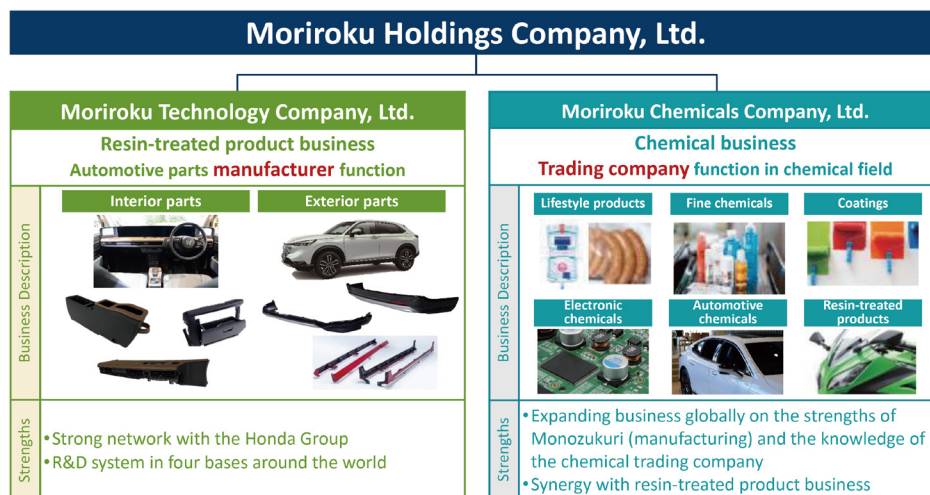 Moriroku Holdings Company, Ltd.
Moriroku Technology Company, Ltd.
Resin-treated product business
Automotive parts manufacturer function
Business Description
Interior parts
Exterior parts
Strengths
•Strong network with the Honda Group
•R&D system in four bases around the world
Moriroku Chemicals Company, Ltd.
Chemical business
Trading company function in chemical field
Business Description
Lifestyle products
Fine chemicals
Coatings
Electronic
chemicals
Automotive
chemicals
Resin-treated
products
Strengths
•Expanding business globally on the strengths of
Monozukuri (manufacturing) and the knowledge of
the chemical trading company
•Synergy with resin-treated product business